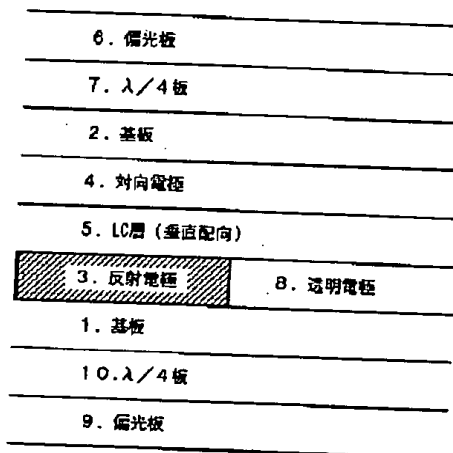 6. 偏光板
7. λ/4板
2. 基板
4. 対向電極
5. LC層 (垂直配向)
3. 反射電極
8. 透明電極
1. 基板
10.λ/4板
9. 偏光板